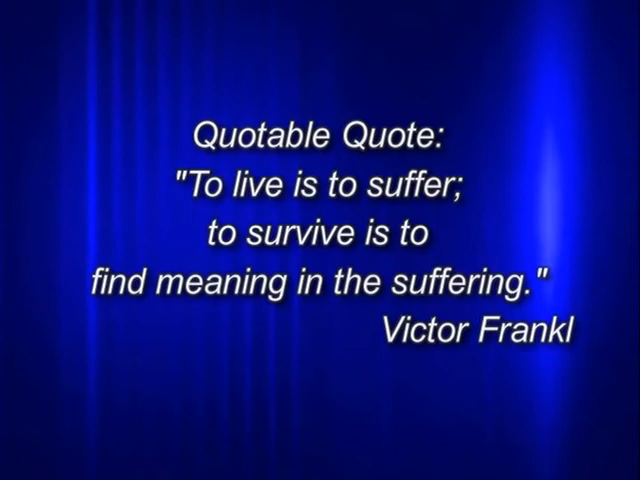 Quotable Quote:
"To live is to suffer;
to survive is to
find meaning in the suffering."
Victor Frankl